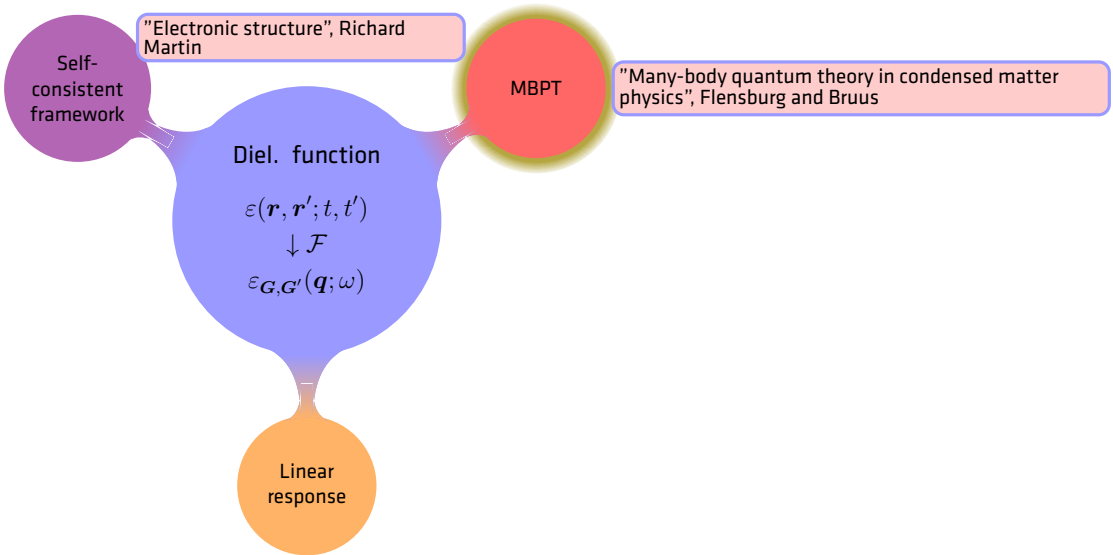 ”Electronic structure”, Richard
Martin
Self-
consistent
framework
MBPT
”Many-body quantum theory in condensed matter
physics”, Flensburg and Bruus
Diel. function
ε(r, r′; t, t′)
↓ ℱ
ε_{G,G′}(q; ω)
Linear
response